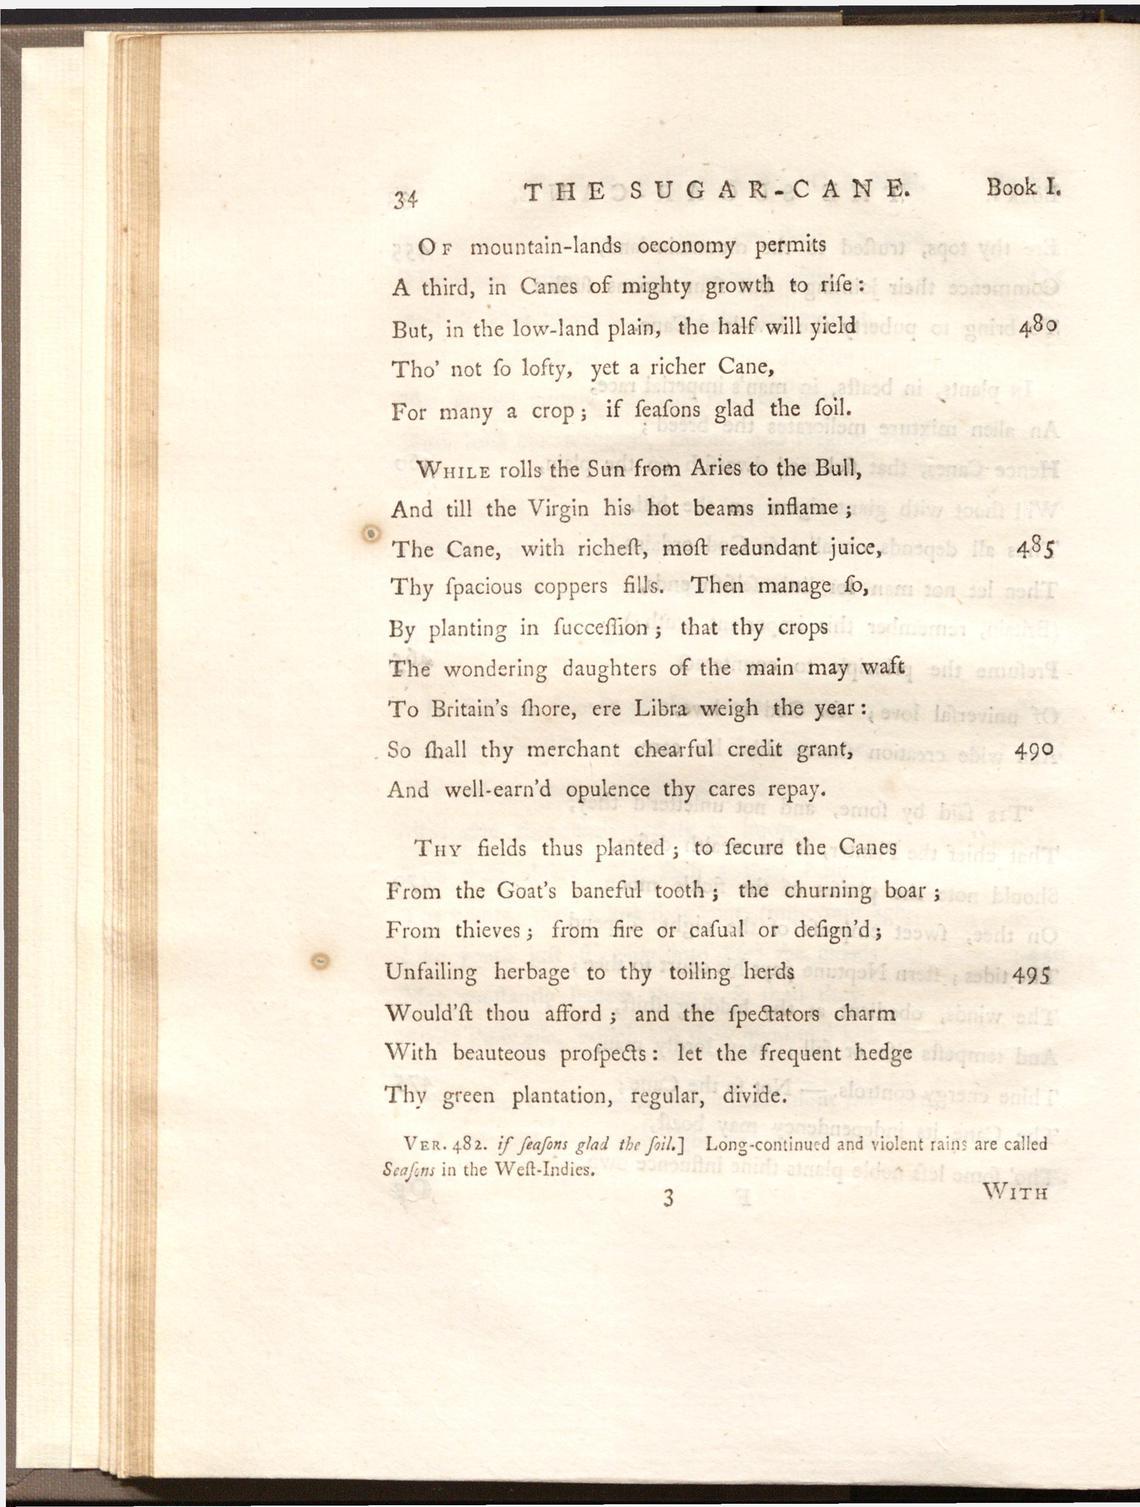 34 THE SUGAR-CANE. Book I.
OF mountain-lands oeconomy permits
A third, in Canes of mighty growth to riſe :
But, in the low-land plain, the half will yield 480
Tho' not ſo lofty, yet a richer Cane,
For many a crop ; if ſeaſons glad the ſoil.
WHILE rolls the Sun from Aries to the Bull,
And till the Virgin his hot beams inflame ;
The Cane, with richeſt, moſt redundant juice, 485
Thy ſpacious coppers fills. Then manage ſo,
By planting in ſucceſſion ; that thy crops
The wondering daughters of the main may waft
To Britain's ſhore, ere Libra weigh the year :
So ſhall thy merchant chearful credit grant, 490
And well-earn'd opulence thy cares repay.
THY fields thus planted ; to ſecure the Canes
From the Goat's baneful tooth ; the churning boar ;
From thieves ; from fire or caſual or deſign'd ;
Unfailing herbage to thy toiling herds 495
Would'ſt thou afford ; and the ſpectators charm
With beauteous proſpects : let the frequent hedge
Thy green plantation, regular, divide.
VER. 482. if ſeaſons glad the ſoil.] Long-continued and violent rains are called
Seaſons in the Weſt-Indies.
3 WITH